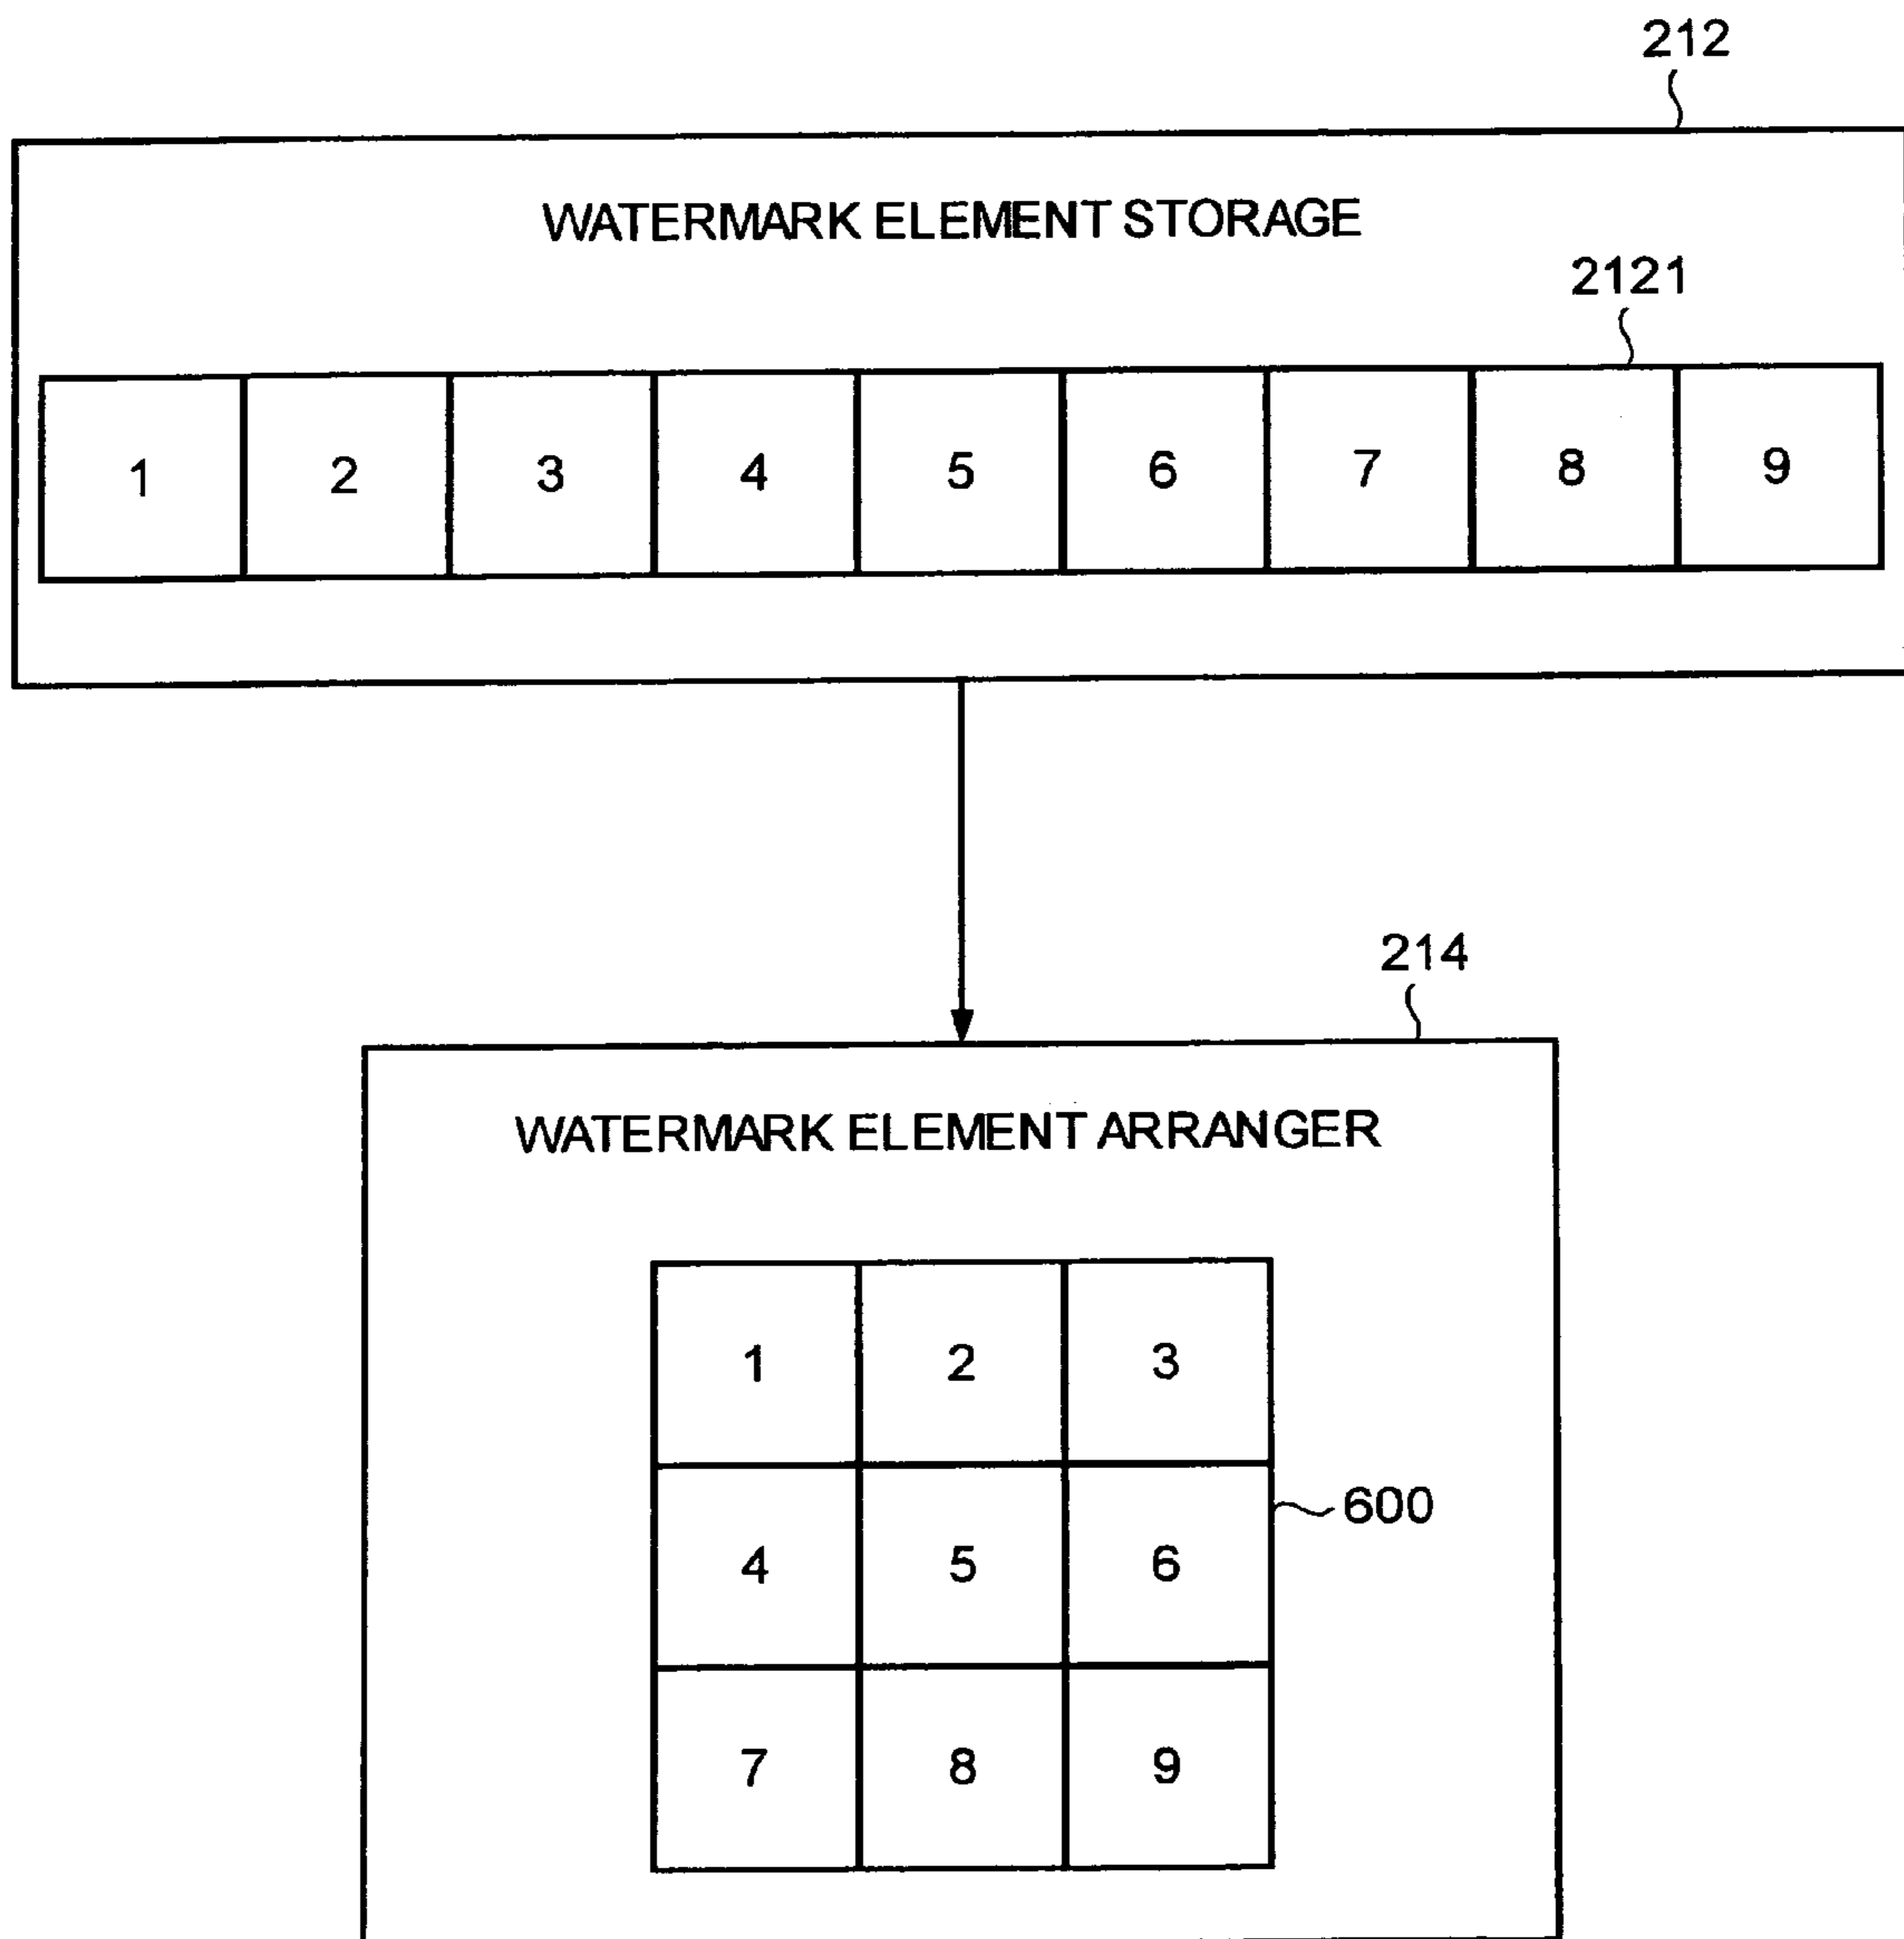 212
WATERMARK ELEMENT STORAGE
2121
1 2 3 4 5 6 7 8 9
214
WATERMARK ELEMENT ARRANGER
1 2 3
600
4 5 6
7 8 9